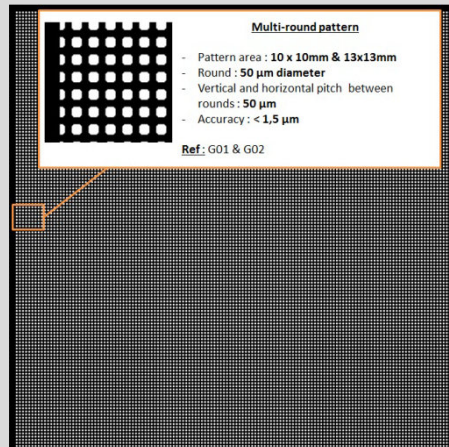 Multi-round pattern
- Pattern area : 10 x 10mm & 13x13mm
- Round : 50 µm diameter
- Vertical and horizontal pitch between
rounds : 50 µm
- Accuracy : < 1,5 µm
Ref : G01 & G02